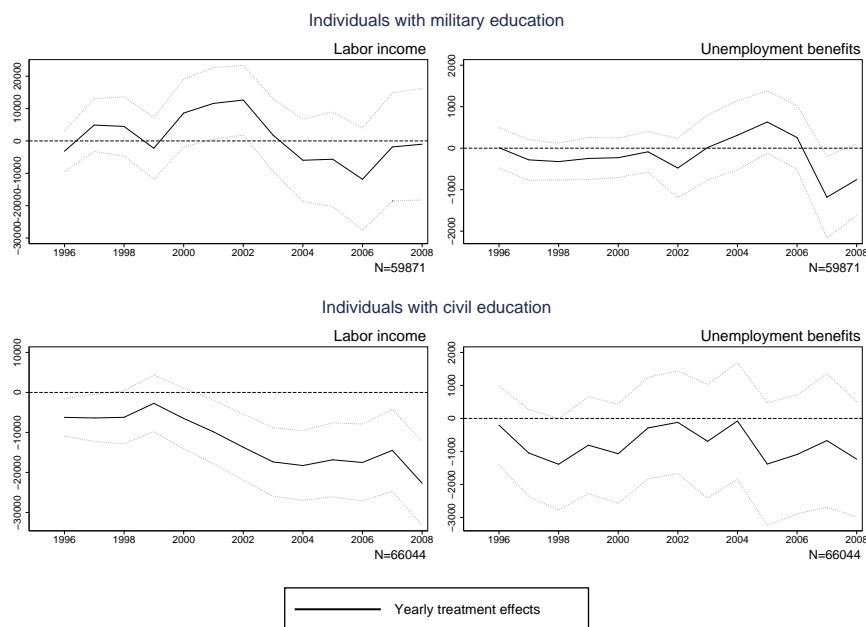 Individuals with military education
Labor income
20000
10000
0
−10000
−20000
−30000
1996 1998 2000 2002 2004 2006 2008
N=59871
Unemployment benefits
2000
1000
0
−1000
−2000
1996 1998 2000 2002 2004 2006 2008
N=59871
Individuals with civil education
Labor income
10000
0
−10000
−20000
−30000
1996 1998 2000 2002 2004 2006 2008
N=66044
Unemployment benefits
2000
1000
0
−1000
−2000
−3000
1996 1998 2000 2002 2004 2006 2008
N=66044
Yearly treatment effects